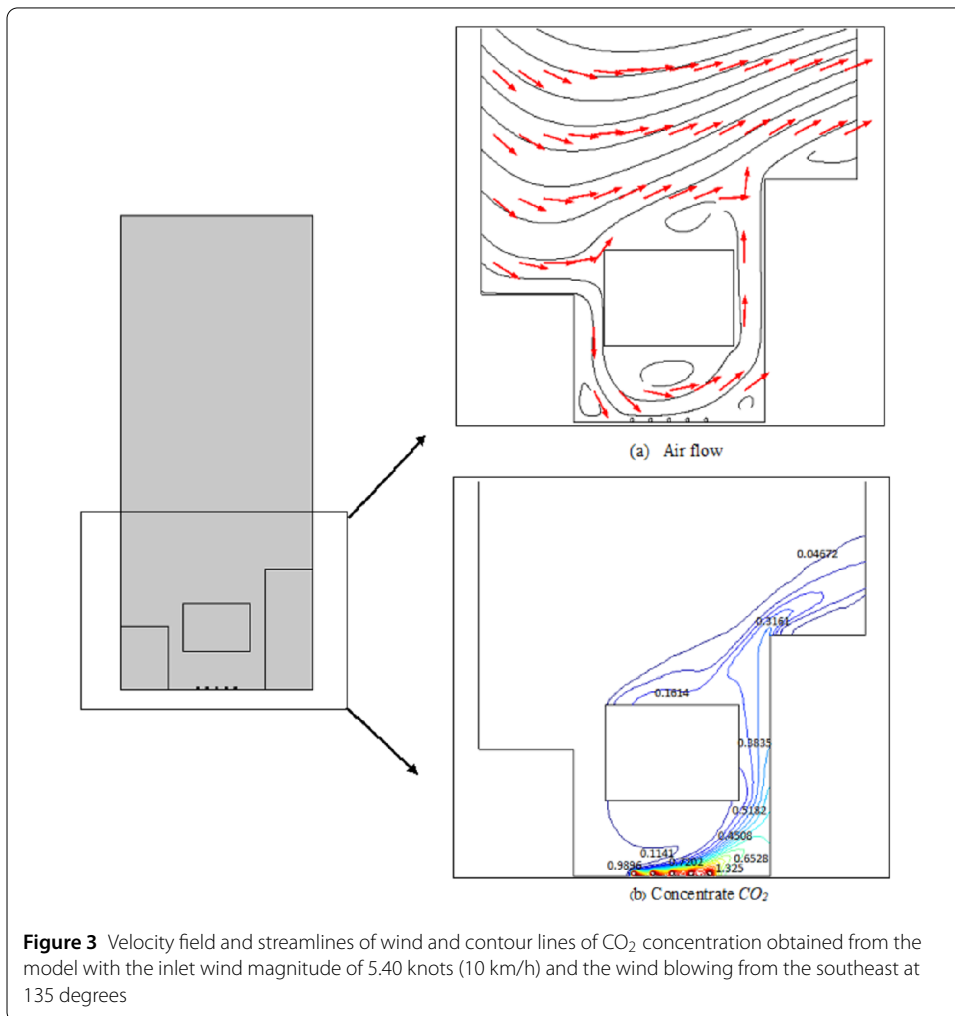 (a) Air flow
0.04672
0.3161
0.1614
0.3835
0.5182
0.4508
0.1141
0.6528
0.9896
0.7202
1.325
(b) Concentrate CO₂
Figure 3 Velocity field and streamlines of wind and contour lines of CO₂ concentration obtained from the
model with the inlet wind magnitude of 5.40 knots (10 km/h) and the wind blowing from the southeast at
135 degrees